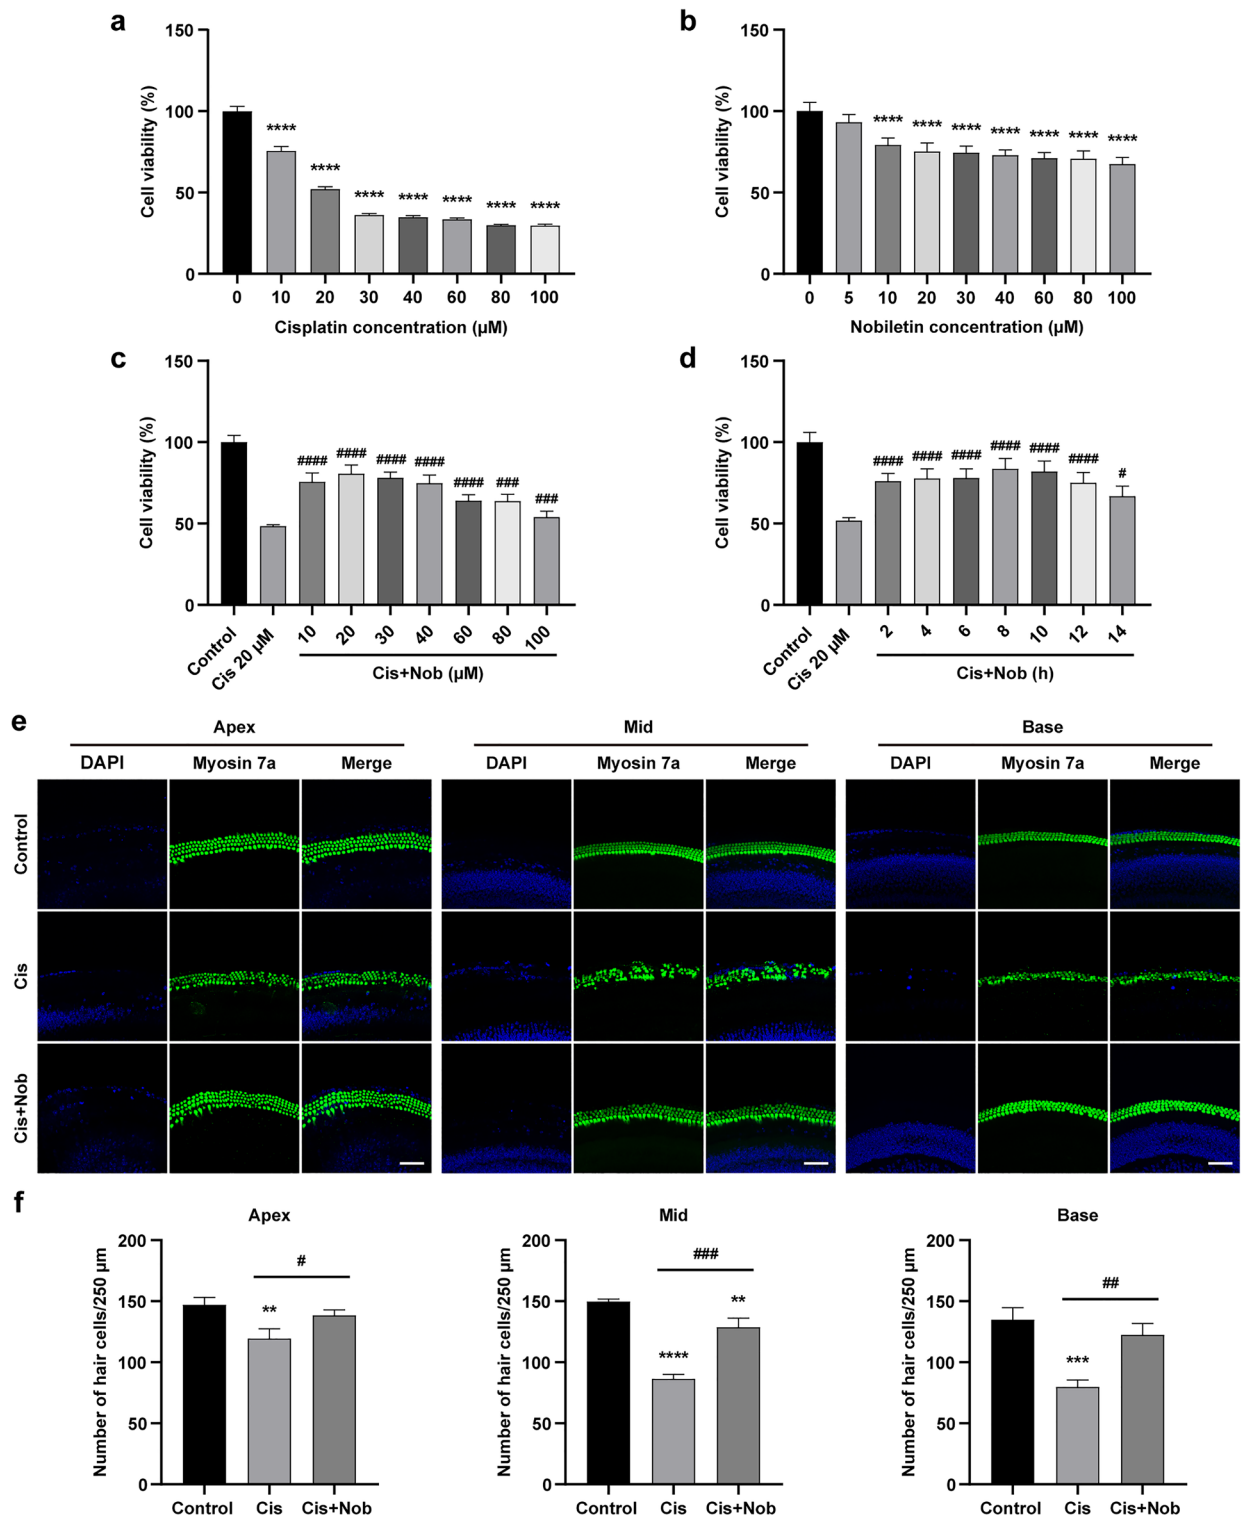 a
150
100
50
0
Cell viability (%)
****
****
****
****
****
****
****
0 10 20 30 40 60 80 100
Cisplatin concentration (µM)
b
150
100
50
0
Cell viability (%)
****
****
****
****
****
****
****
0 5 10 20 30 40 60 80 100
Nobiletin concentration (µM)
c
150
100
50
0
Cell viability (%)
####
####
####
####
####
###
###
Control
Cis 20 µM
10 20 30 40 60 80 100
Cis+Nob (µM)
d
150
100
50
0
Cell viability (%)
####
####
####
####
####
####
#
Control
Cis 20 µM
2 4 6 8 10 12 14
Cis+Nob (h)
e
Apex Mid Base
DAPI Myosin 7a Merge DAPI Myosin 7a Merge DAPI Myosin 7a Merge
Control
Cis
Cis+Nob
f
Apex
200
150
100
50
0
Number of hair cells/250 µm
#
**
Control Cis Cis+Nob
Mid
200
150
100
50
0
Number of hair cells/250 µm
###
**
****
Control Cis Cis+Nob
Base
200
150
100
50
0
Number of hair cells/250 µm
##
***
Control Cis Cis+Nob